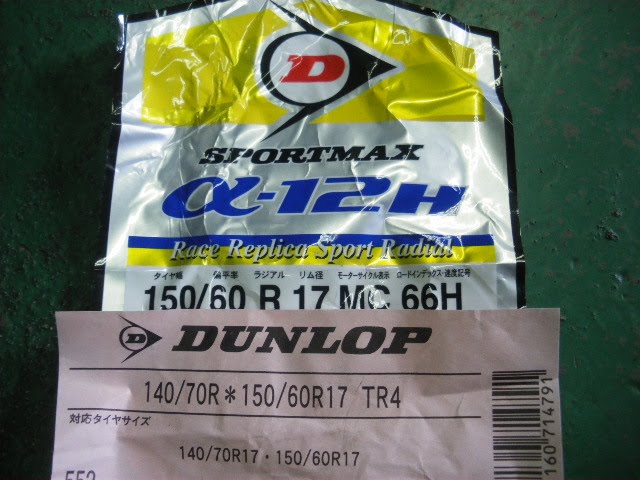 D
SPORTMAX
α-12H
Race Replica Sport Radial
タイヤ幅 偏平率 ラジアル リム径 モーターサイクル表示 ロードインデックス・速度記号
150/60 R 17 MC 66H
D DUNLOP
140/70R*150/60R17 TR4
対応タイヤサイズ
140/70R17・150/60R17
552
160714791